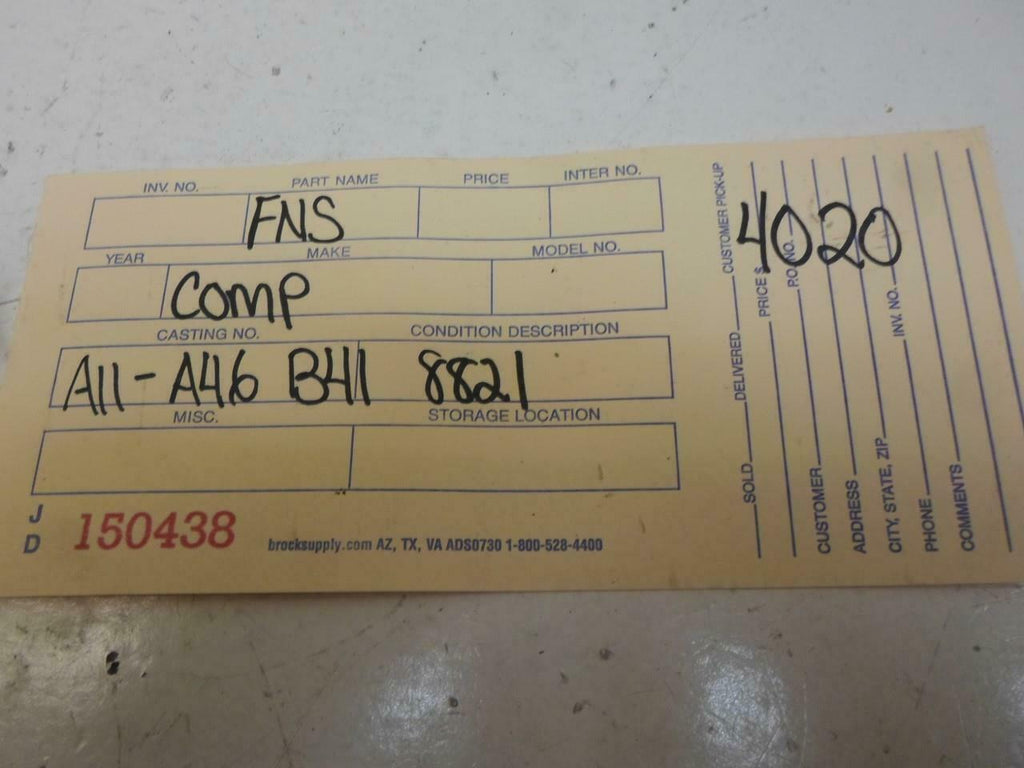 INV. NO. PART NAME PRICE INTER NO.
FNS
YEAR MAKE MODEL NO.
COMP
CASTING NO. CONDITION DESCRIPTION
A11-A46 B41 8821
MISC. STORAGE LOCATION
JD 150438
brocksupply.com AZ, TX, VA ADS0730 1-800-528-4400
4020
SOLD DELIVERED CUSTOMER PICK-UP
PRICE $ P.O. NO.
CUSTOMER
ADDRESS
CITY, STATE, ZIP INV. NO.
PHONE
COMMENTS